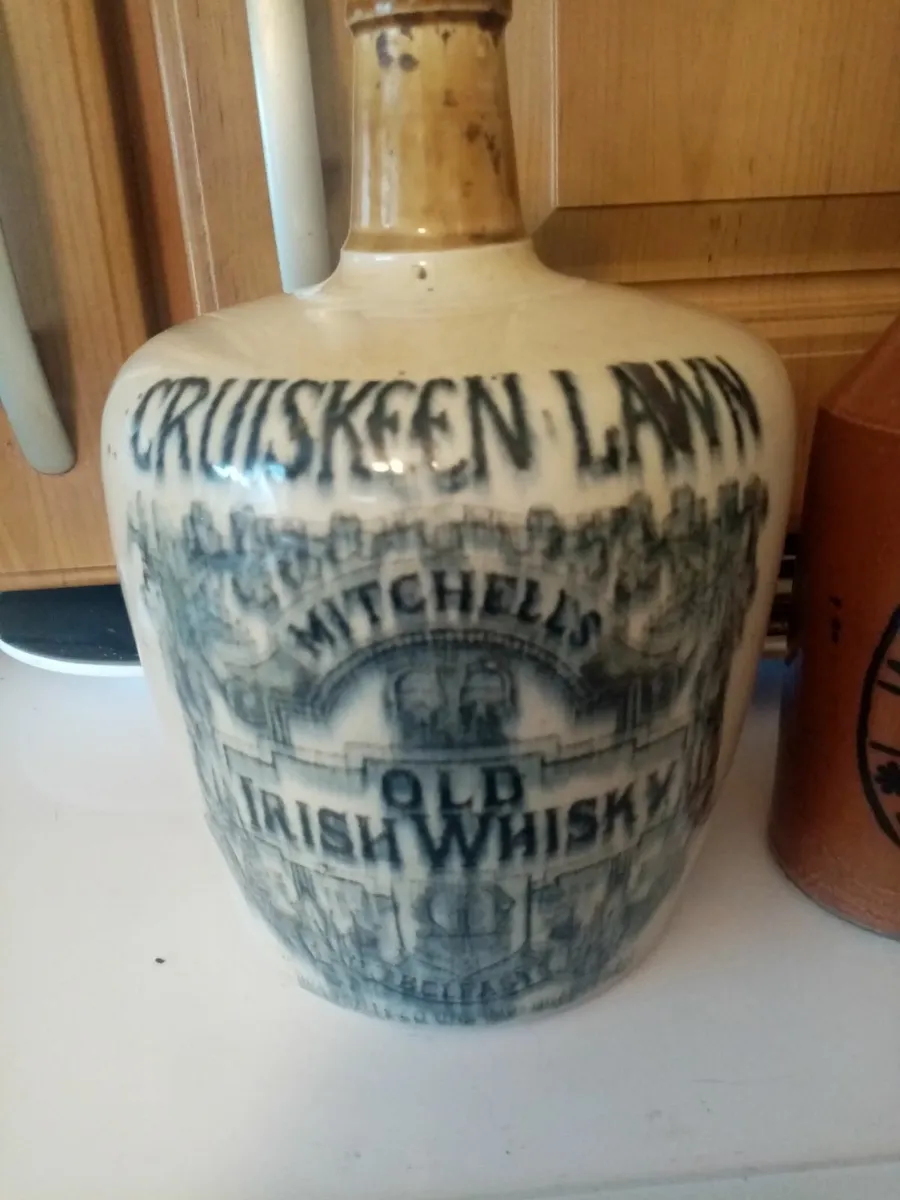 CRUISKEEN LAWN
MITCHELL'S
OLD
IRISH WHISKY
BELFAST